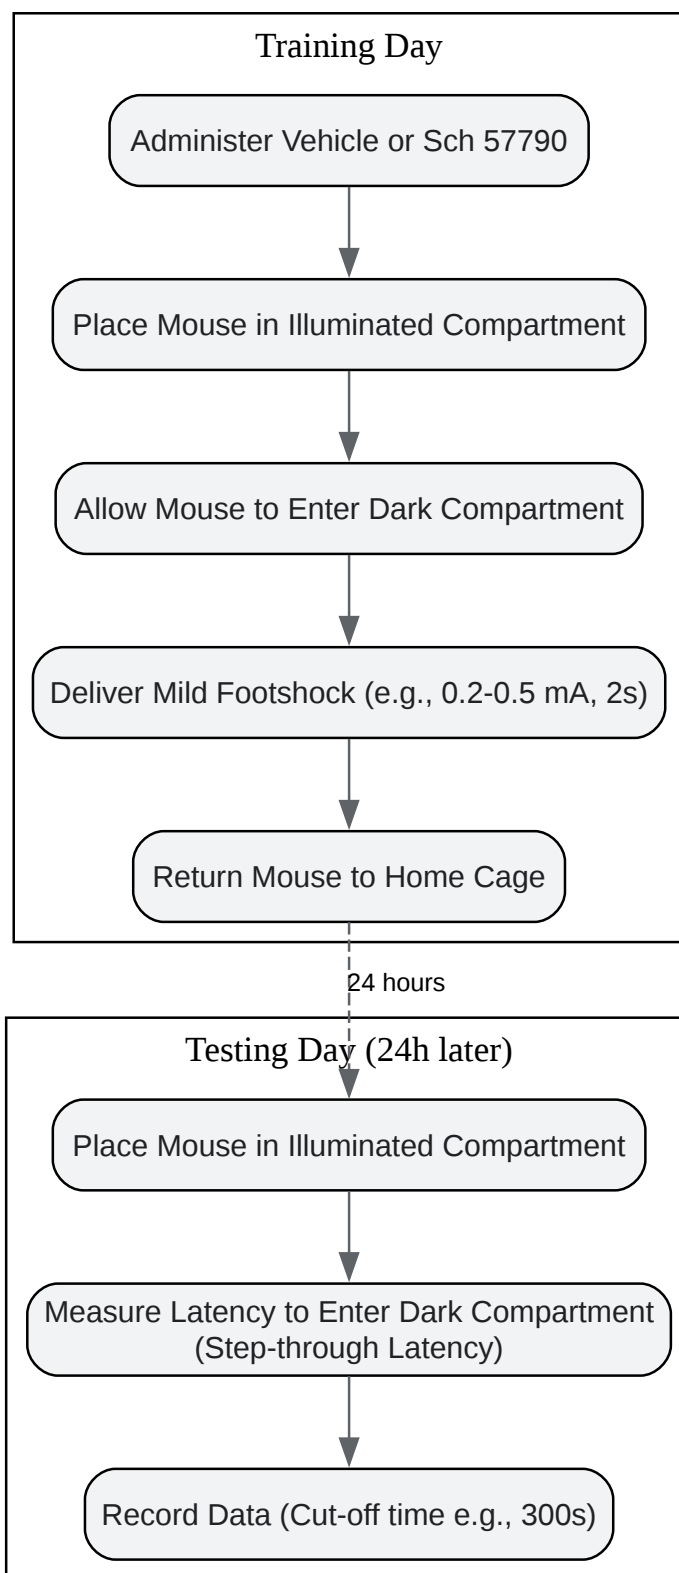 Training Day
Administer Vehicle or Sch 57790
Place Mouse in Illuminated Compartment
Allow Mouse to Enter Dark Compartment
Deliver Mild Footshock (e.g., 0.2-0.5 mA, 2s)
Return Mouse to Home Cage
24 hours
Testing Day (24h later)
Place Mouse in Illuminated Compartment
Measure Latency to Enter Dark Compartment
(Step-through Latency)
Record Data (Cut-off time e.g., 300s)